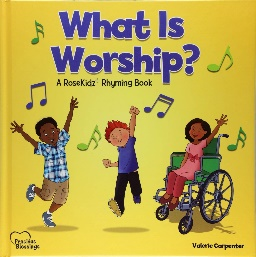 What Is
Worship?
A RoseKidz® Rhyming Book
Precious
Blessings
Valerie Carpenter